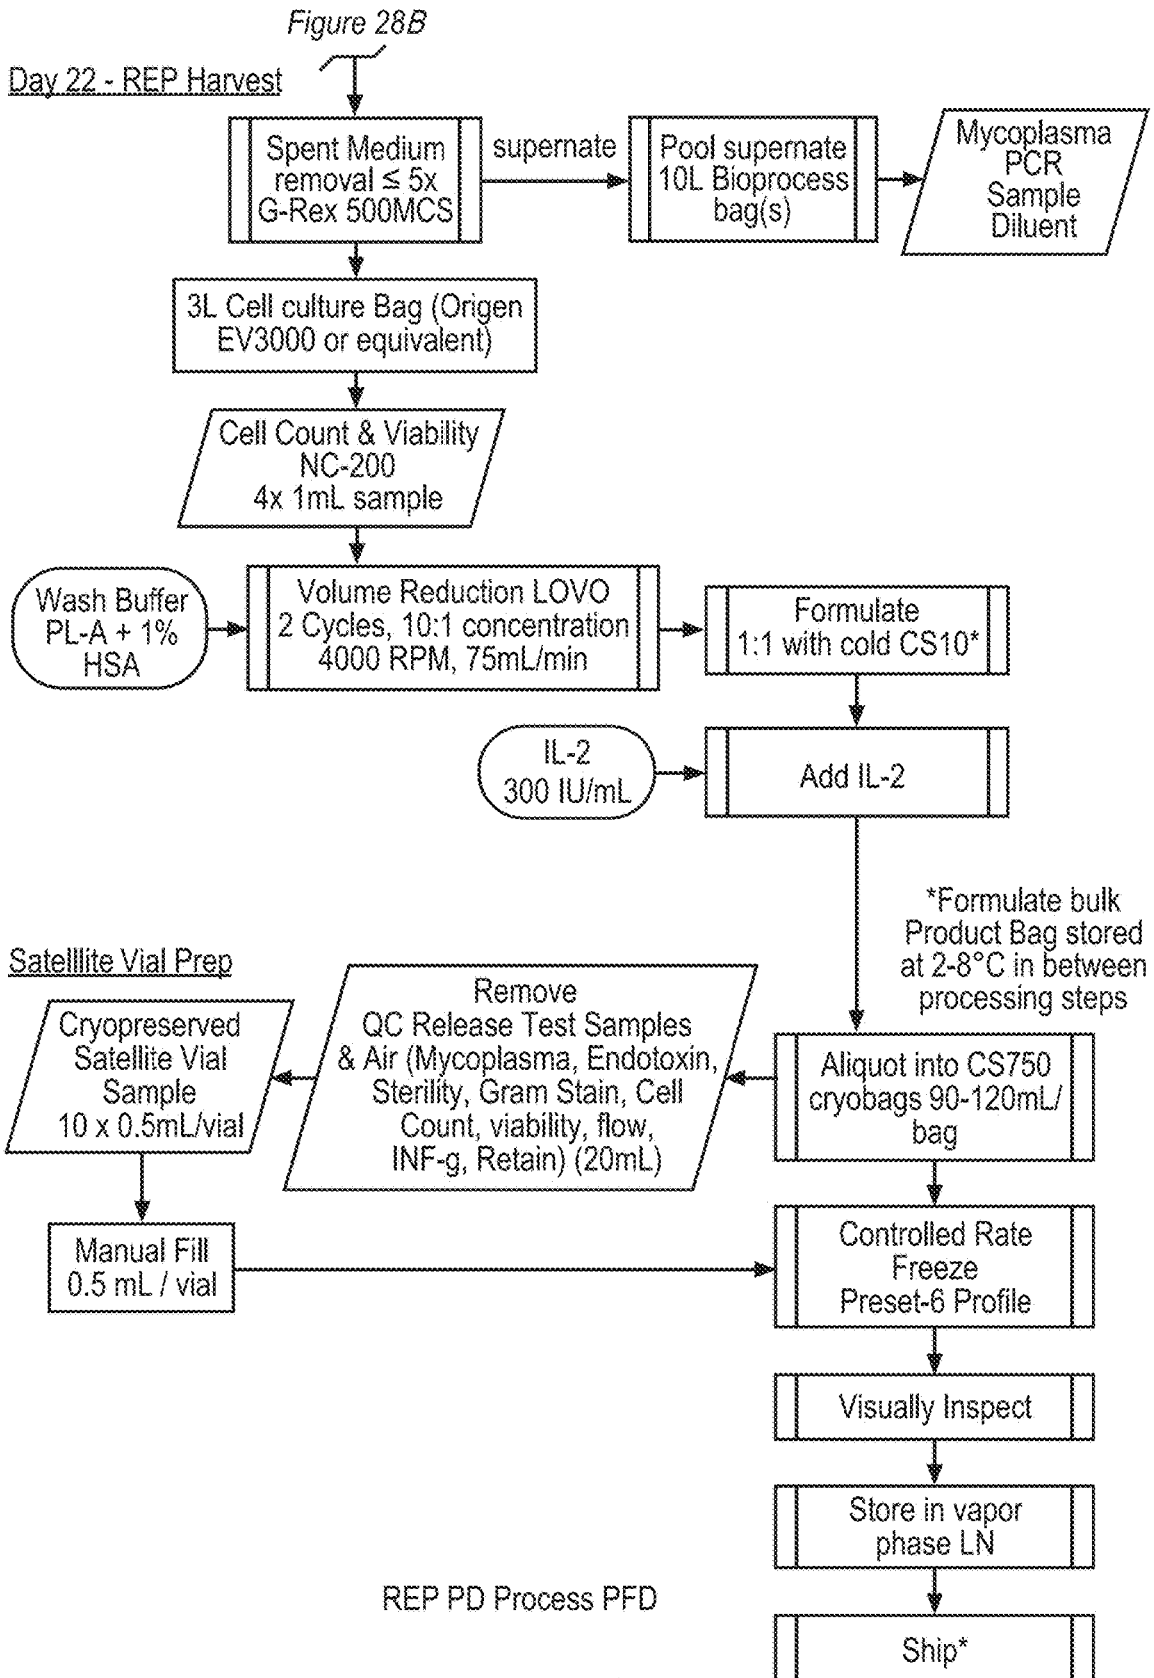 Figure 28B
Day 22 - REP Harvest
Spent Medium
removal ≤ 5x
G-Rex 500MCS
supernate
Pool supernate
10L Bioprocess
bag(s)
Mycoplasma
PCR
Sample
Diluent
3L Cell culture Bag (Origen
EV3000 or equivalent)
Cell Count & Viability
NC-200
4x 1mL sample
Wash Buffer
PL-A + 1%
HSA
Volume Reduction LOVO
2 Cycles, 10:1 concentration
4000 RPM, 75mL/min
Formulate
1:1 with cold CS10*
IL-2
300 IU/mL
Add IL-2
*Formulate bulk
Product Bag stored
at 2-8°C in between
processing steps
Satelllite Vial Prep
Cryopreserved
Satellite Vial
Sample
10 x 0.5mL/vial
Remove
QC Release Test Samples
& Air (Mycoplasma, Endotoxin,
Sterility, Gram Stain, Cell
Count, viability, flow,
INF-g, Retain) (20mL)
Aliquot into CS750
cryobags 90-120mL/
bag
Manual Fill
0.5 mL / vial
Controlled Rate
Freeze
Preset-6 Profile
Visually Inspect
Store in vapor
phase LN
REP PD Process PFD
Ship*